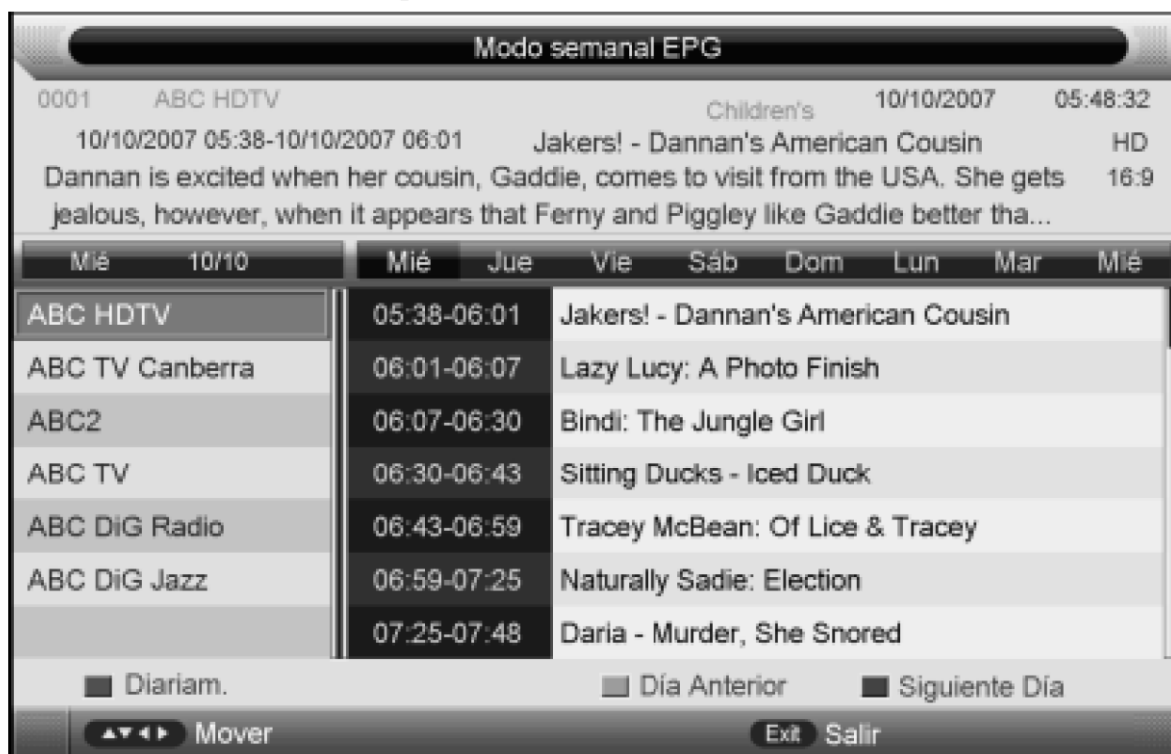 Modo semanal EPG
0001 ABC HDTV Children's 10/10/2007 05:48:32
10/10/2007 05:38-10/10/2007 06:01 Jakers! - Dannan's American Cousin HD
Dannan is excited when her cousin, Gaddie, comes to visit from the USA. She gets 16:9
jealous, however, when it appears that Ferny and Piggley like Gaddie better tha...
Mié 10/10 Mié Jue Vie Sáb Dom Lun Mar Mié
ABC HDTV 05:38-06:01 Jakers! - Dannan's American Cousin
ABC TV Canberra 06:01-06:07 Lazy Lucy: A Photo Finish
ABC2 06:07-06:30 Bindi: The Jungle Girl
ABC TV 06:30-06:43 Sitting Ducks - Iced Duck
ABC DiG Radio 06:43-06:59 Tracey McBean: Of Lice & Tracey
ABC DiG Jazz 06:59-07:25 Naturally Sadie: Election
07:25-07:48 Daria - Murder, She Snored
Diariam. Día Anterior Siguiente Día
Mover Exit Salir